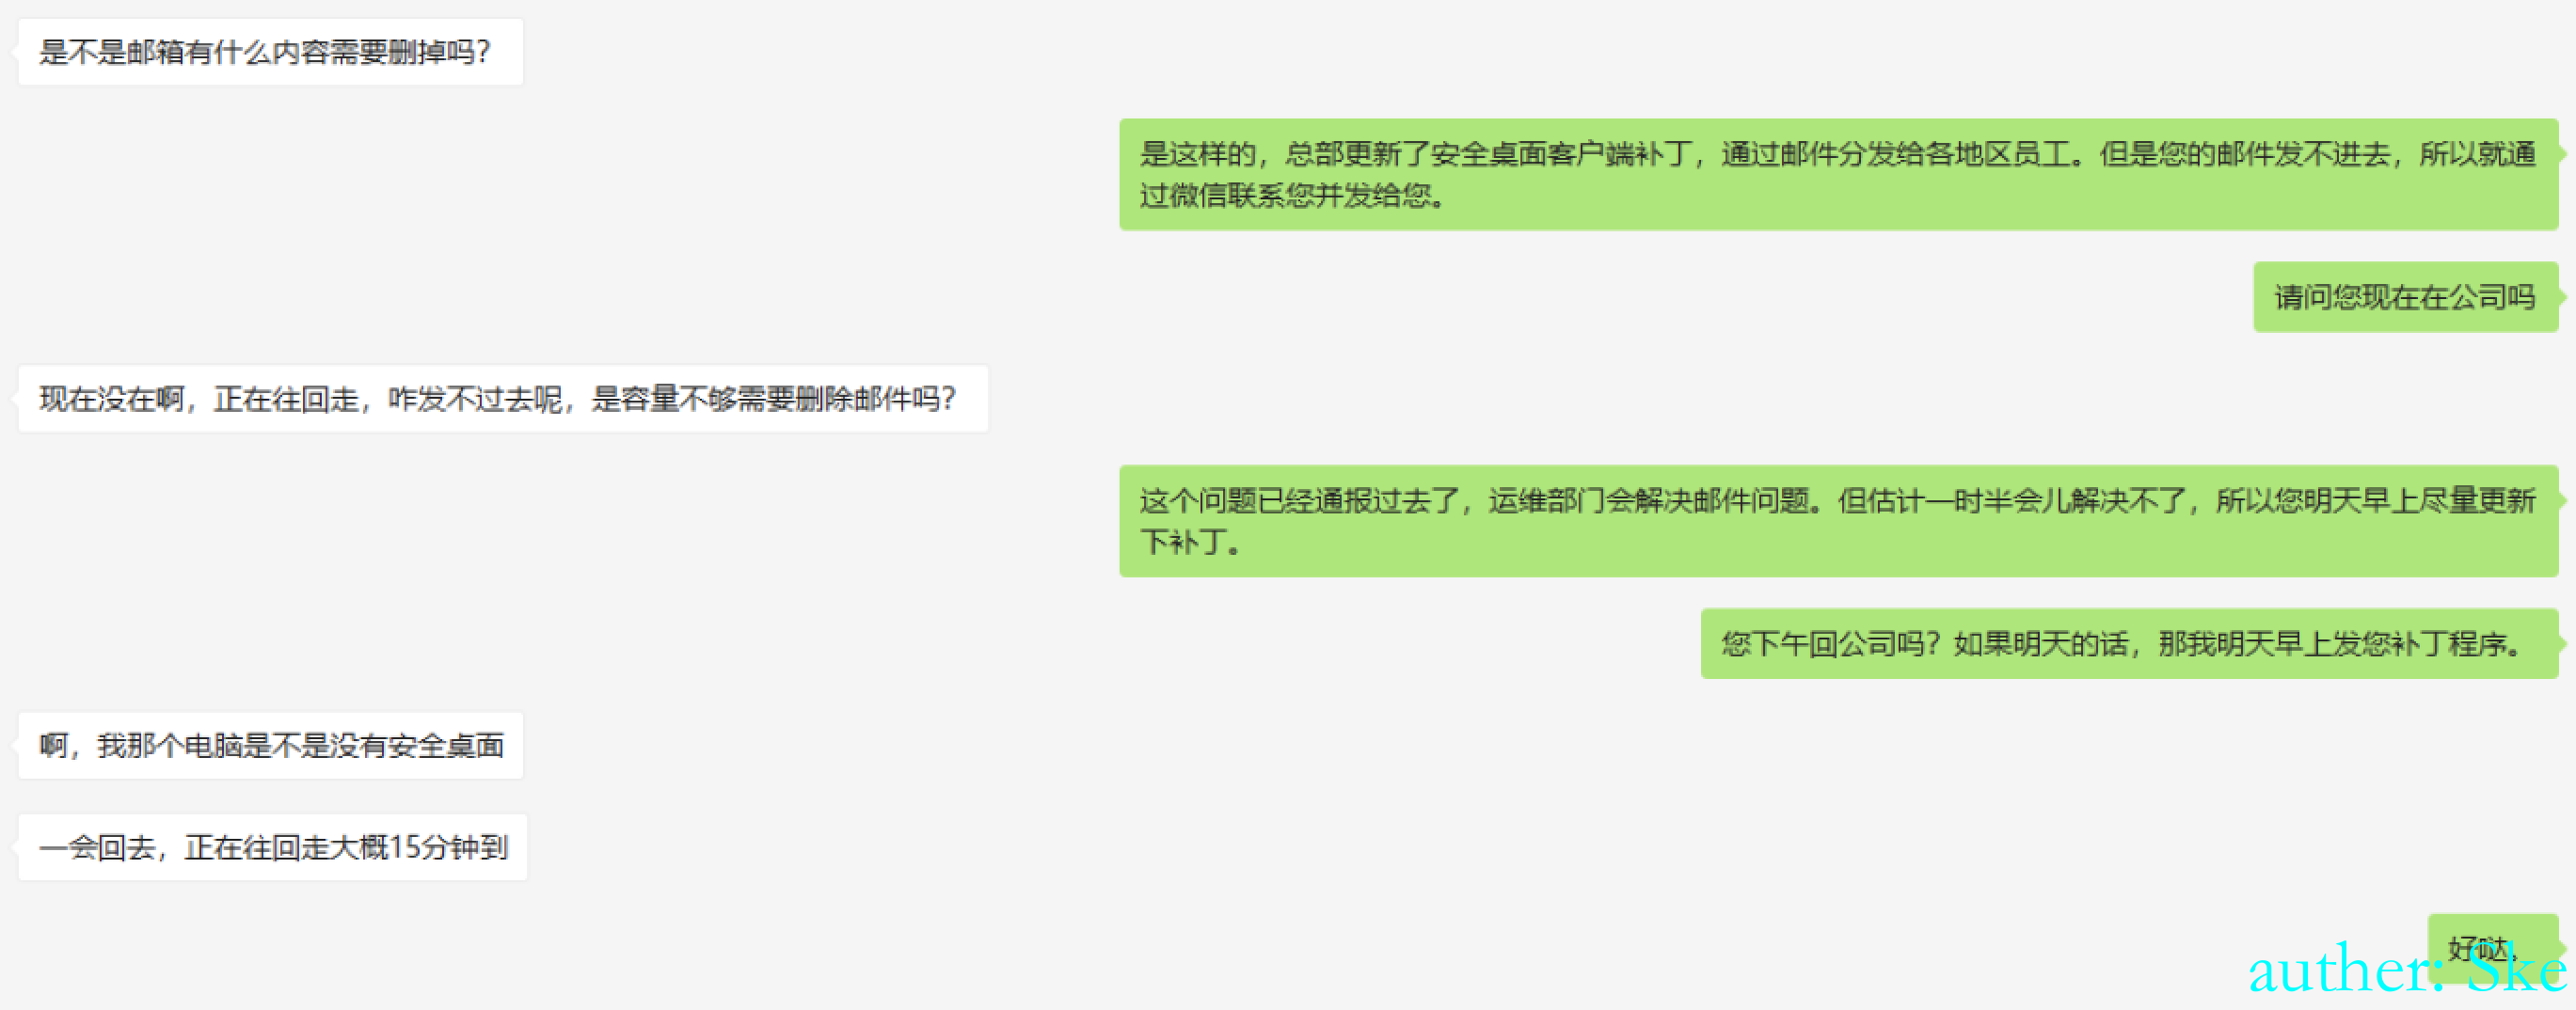 是不是邮箱有什么内容需要删掉吗？
是这样的，总部更新了安全桌面客户端补丁，通过邮件分发给各地区员工。但是您的邮件发不进去，所以就通
过微信联系您并发给您。
请问您现在在公司吗
现在没在啊，正在往回走，咋发不过去呢，是容量不够需要删除邮件吗？
这个问题已经通报过去了，运维部门会解决邮件问题。但估计一时半会儿解决不了，所以您明天早上尽量更新
下补丁。
您下午回公司吗？如果明天的话，那我明天早上发您补丁程序。
啊，我那个电脑是不是没有安全桌面
一会回去，正在往回走大概15分钟到
好哒。
auther: Ske